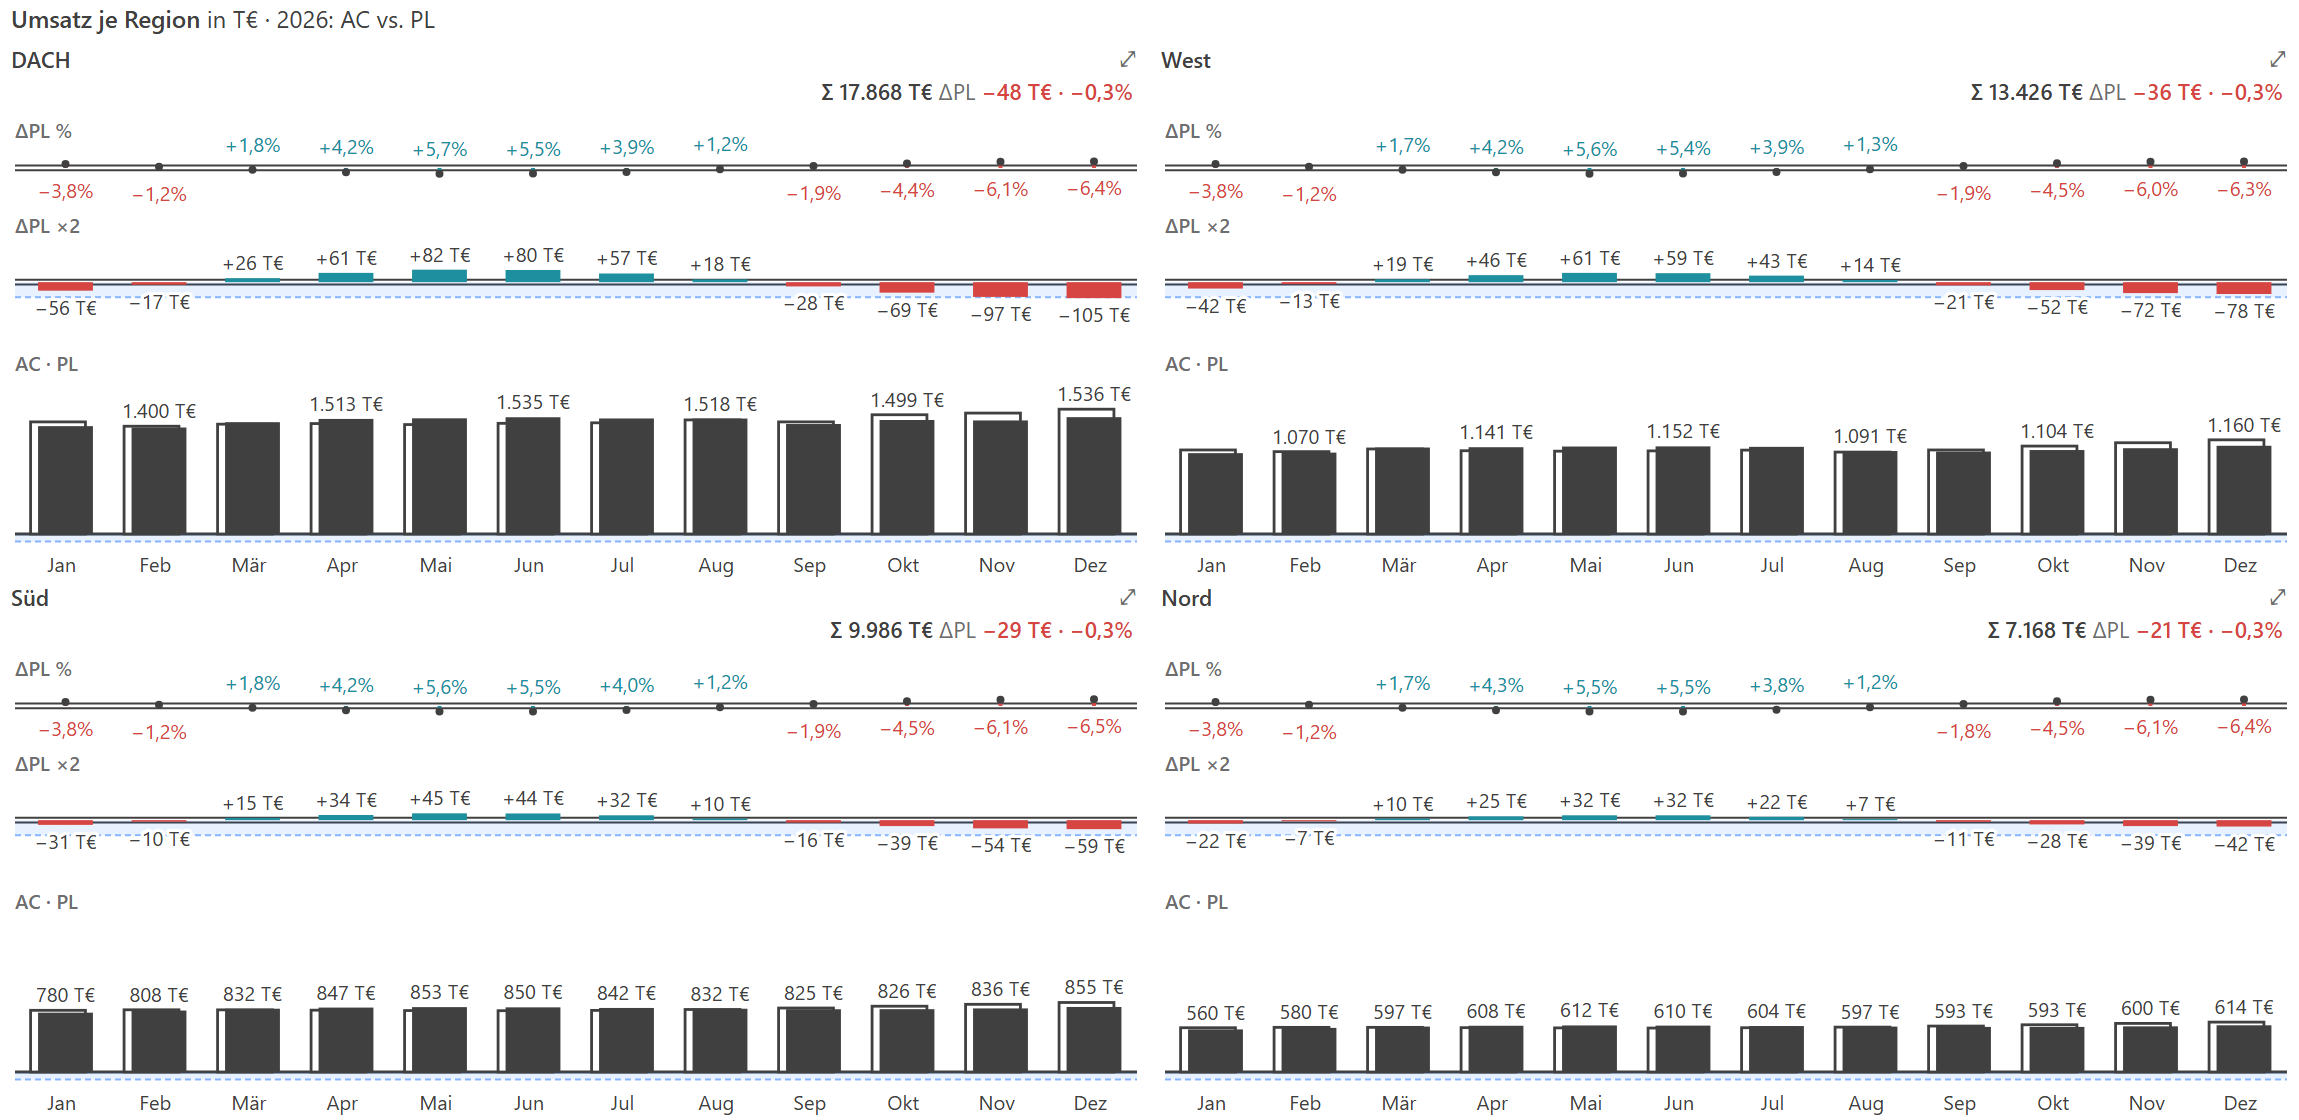 Umsatz je Region in T€ · 2026: AC vs. PL
DACH
Σ 17.868 T€ ΔPL −48 T€ · −0,3%
ΔPL %
+1,8% +4,2% +5,7% +5,5% +3,9% +1,2%
−3,8% −1,2% −1,9% −4,4% −6,1% −6,4%
ΔPL ×2
+26 T€ +61 T€ +82 T€ +80 T€ +57 T€ +18 T€
−56 T€ −17 T€ −28 T€ −69 T€ −97 T€ −105 T€
AC · PL
1.400 T€ 1.513 T€ 1.535 T€ 1.518 T€ 1.499 T€ 1.536 T€
Jan Feb Mär Apr Mai Jun Jul Aug Sep Okt Nov Dez
West
Σ 13.426 T€ ΔPL −36 T€ · −0,3%
ΔPL %
+1,7% +4,2% +5,6% +5,4% +3,9% +1,3%
−3,8% −1,2% −1,9% −4,5% −6,0% −6,3%
ΔPL ×2
+19 T€ +46 T€ +61 T€ +59 T€ +43 T€ +14 T€
−42 T€ −13 T€ −21 T€ −52 T€ −72 T€ −78 T€
AC · PL
1.070 T€ 1.141 T€ 1.152 T€ 1.091 T€ 1.104 T€ 1.160 T€
Jan Feb Mär Apr Mai Jun Jul Aug Sep Okt Nov Dez
Süd
Σ 9.986 T€ ΔPL −29 T€ · −0,3%
ΔPL %
+1,8% +4,2% +5,6% +5,5% +4,0% +1,2%
−3,8% −1,2% −1,9% −4,5% −6,1% −6,5%
ΔPL ×2
+15 T€ +34 T€ +45 T€ +44 T€ +32 T€ +10 T€
−31 T€ −10 T€ −16 T€ −39 T€ −54 T€ −59 T€
AC · PL
780 T€ 808 T€ 832 T€ 847 T€ 853 T€ 850 T€ 842 T€ 832 T€ 825 T€ 826 T€ 836 T€ 855 T€
Jan Feb Mär Apr Mai Jun Jul Aug Sep Okt Nov Dez
Nord
Σ 7.168 T€ ΔPL −21 T€ · −0,3%
ΔPL %
+1,7% +4,3% +5,5% +5,5% +3,8% +1,2%
−3,8% −1,2% −1,8% −4,5% −6,1% −6,4%
ΔPL ×2
+10 T€ +25 T€ +32 T€ +32 T€ +22 T€ +7 T€
−22 T€ −7 T€ −11 T€ −28 T€ −39 T€ −42 T€
AC · PL
560 T€ 580 T€ 597 T€ 608 T€ 612 T€ 610 T€ 604 T€ 597 T€ 593 T€ 593 T€ 600 T€ 614 T€
Jan Feb Mär Apr Mai Jun Jul Aug Sep Okt Nov Dez